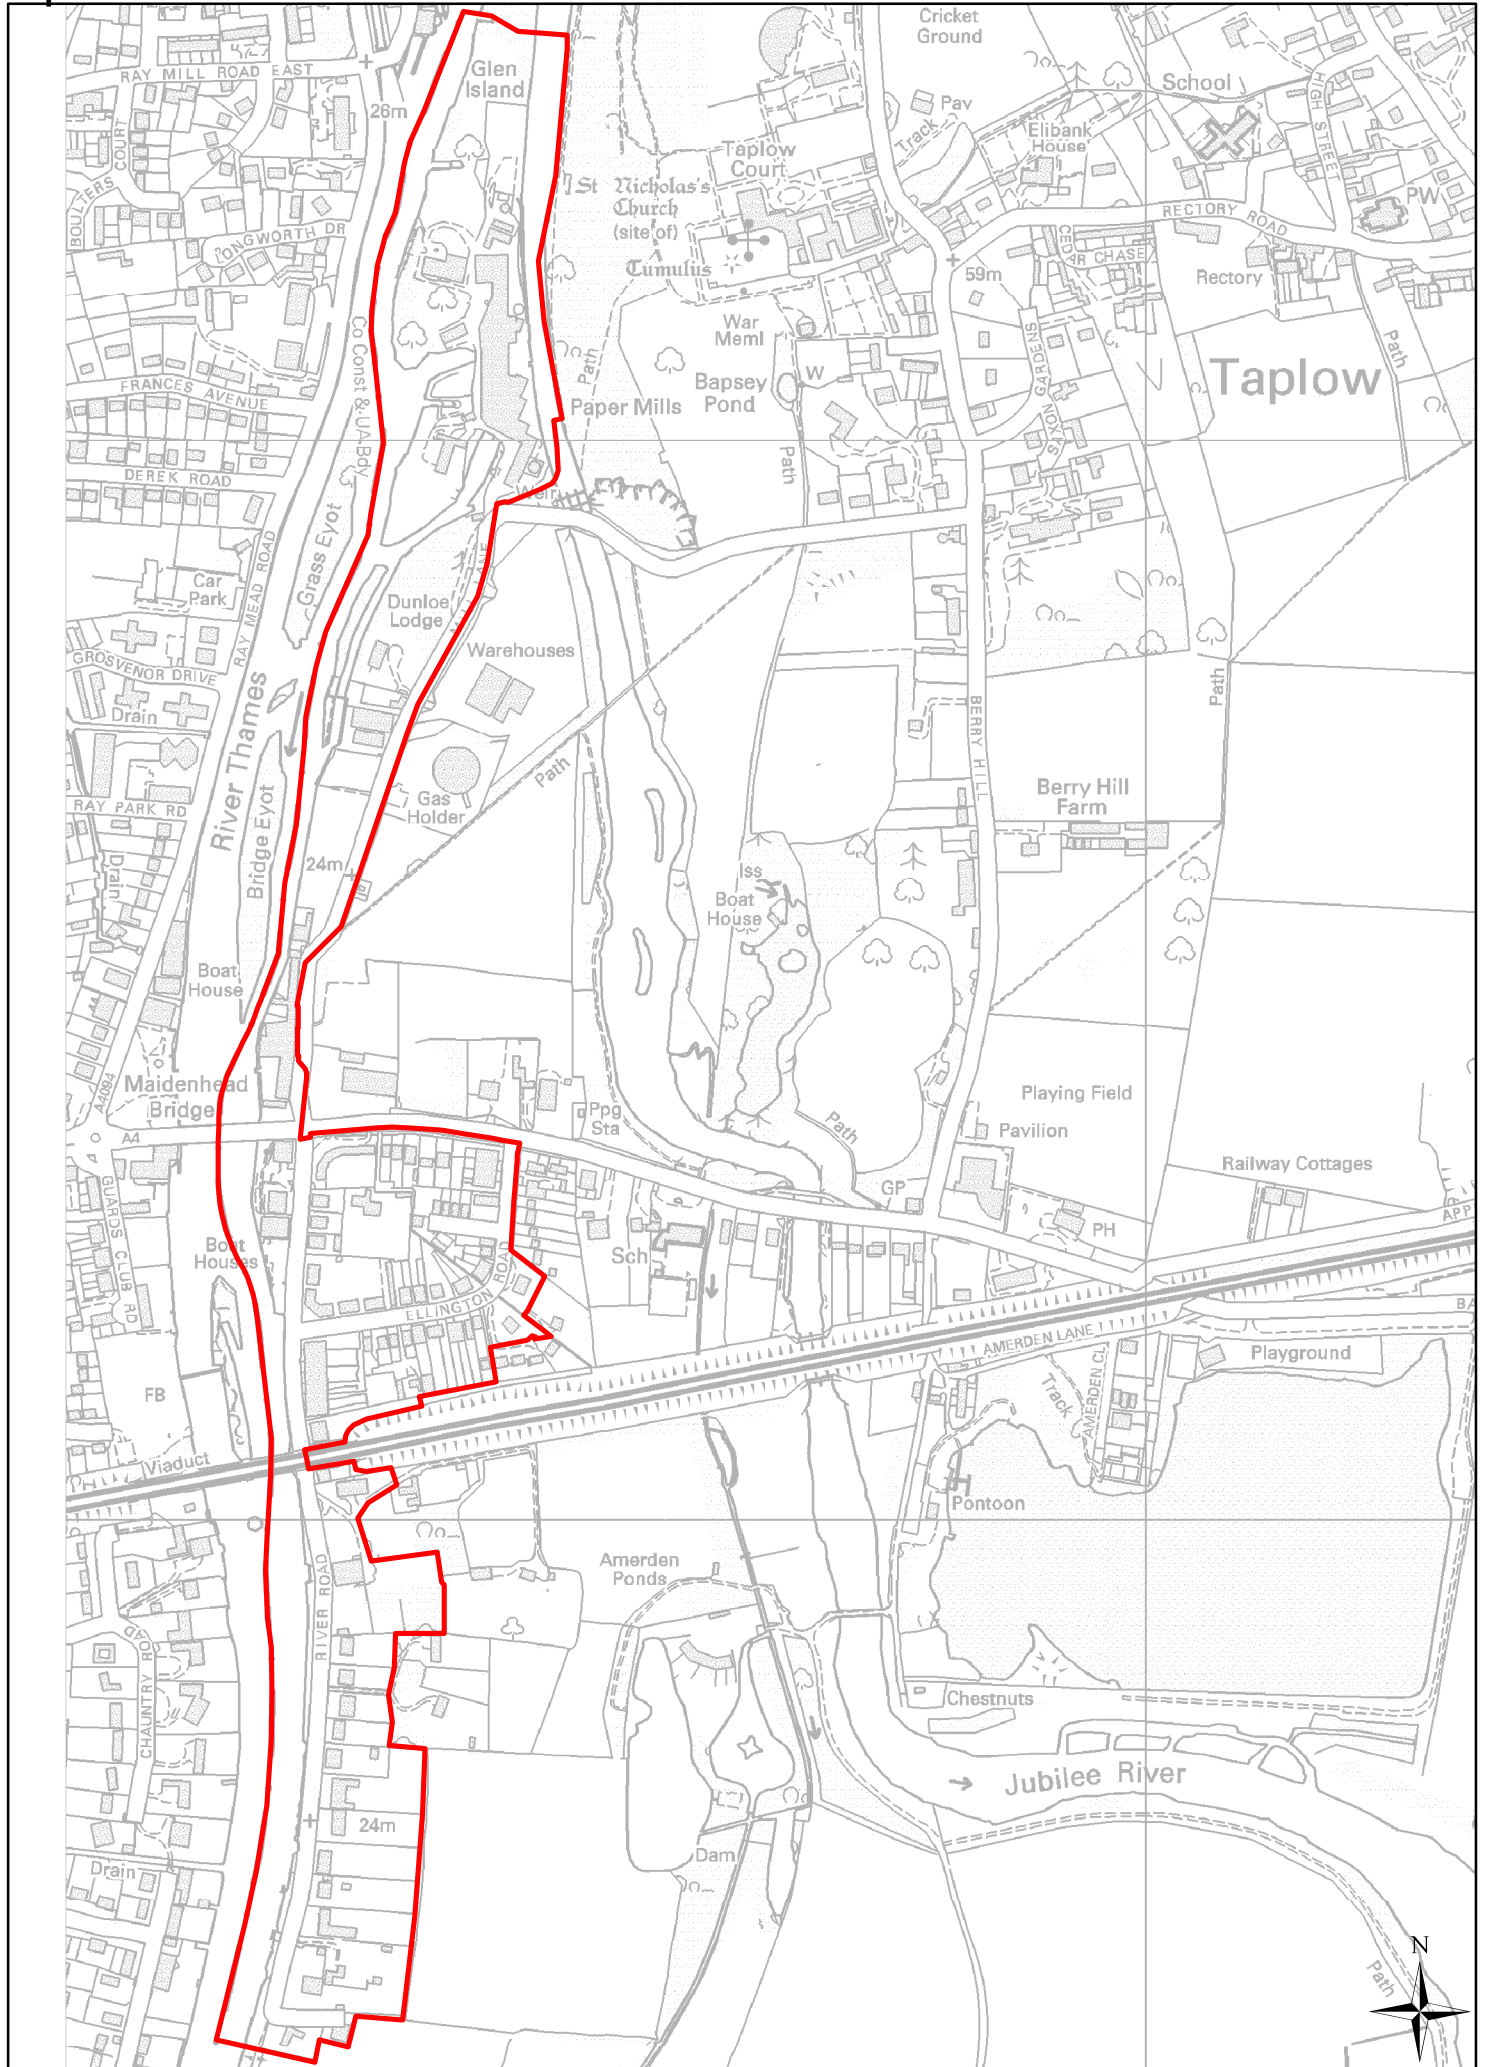 Cricket
Ground
RAY MILL ROAD EAST
Glen
Island
School
26m
Pav
Track
HIGH STREE
Elibank
House
BOULTERS COURT
Taplow
Court
St Nicholas's
Church
(site of)
PW
ONGWORTH DR
RECTORY ROAD
CE
AR CHASE
Tumulus
59m
Rectory
War
Meml
Co Const & UA Bdy
SAXON GARDENS
Path
Path
Taplow
FRANCES AVENUE
Bapsey
Pond
W
Paper Mills
DEREK ROAD
Path
Weir
Grass Eyot
LANE
Car
Park
RAY MEAD ROAD
Dunloe
Lodge
Warehouses
GROSVENOR DRIVE
Drain
River Thames
Path
BERRY HILL
Path
RAY PARK RD
Gas
Holder
Berry Hill
Farm
Bridge Eyot
Drain
24m
Iss
Boat
House
Boat
House
Maidenhead
Bridge
A4094
A4
Ppg
Sta
Path
Playing Field
Pavilion
Railway Cottages
GUARDS CLUB RD
GP
PH
APP
Boat
Houses
Sch
ELLINGTON ROAD
BA
AMERDEN LANE
Playground
FB
Track
AMERDEN CL
Viaduct
Pontoon
RIVER ROAD
Amerden
Ponds
CHAUNTRY ROAD
Chestnuts
Jubilee River
24m
Drain
Dam
N
Path